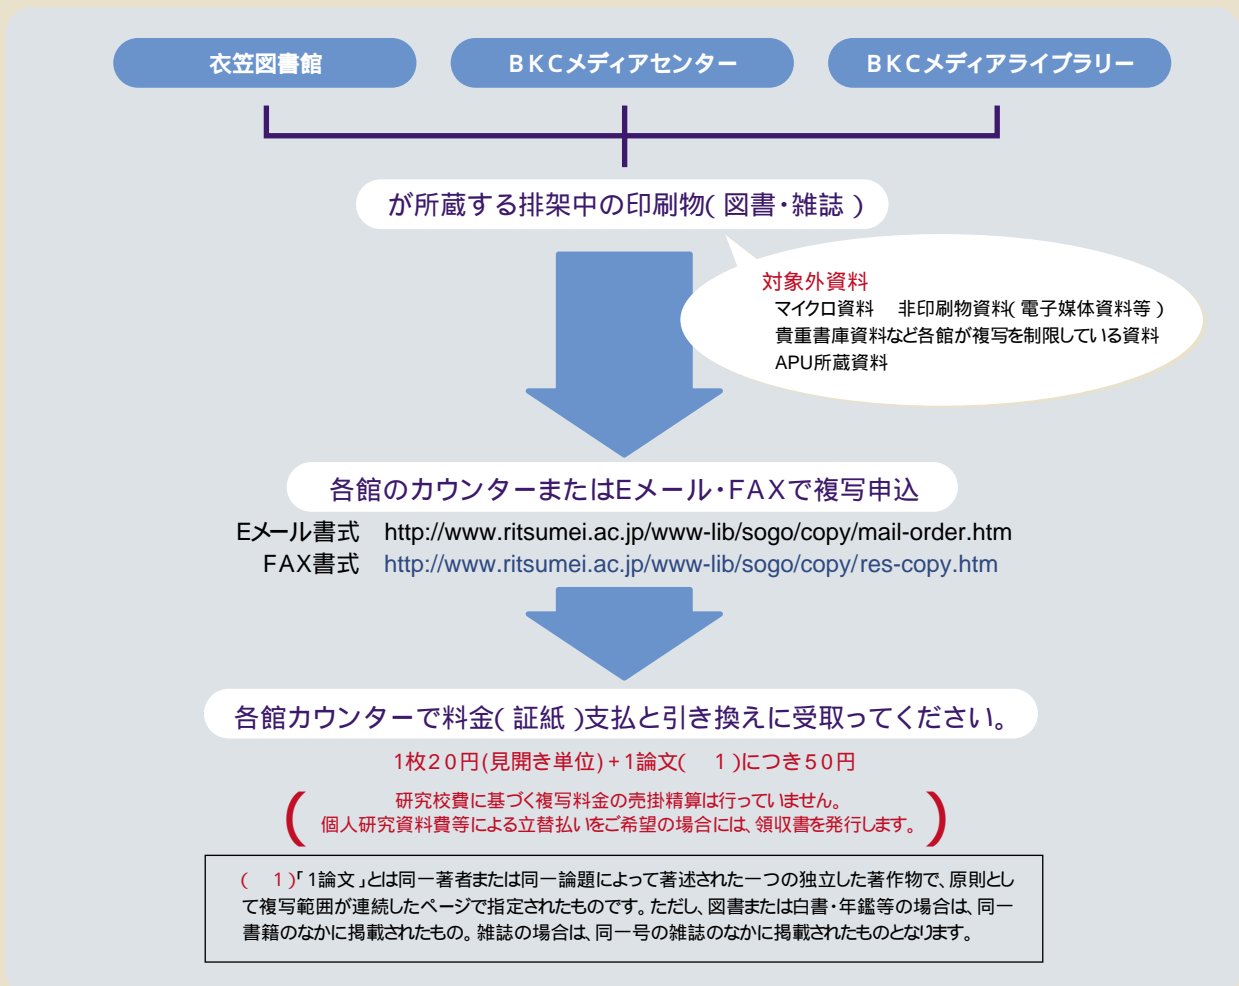 衣笠図書館
BKCメディアセンター
BKCメディアライブラリー
が所蔵する排架中の印刷物(図書・雑誌)
対象外資料
マイクロ資料　非印刷物資料(電子媒体資料等)
貴重書庫資料など各館が複写を制限している資料
APU所蔵資料
各館のカウンターまたはEメール・FAXで複写申込
Eメール書式　http://www.ritsumei.ac.jp/www-lib/sogo/copy/mail-order.htm
FAX書式　http://www.ritsumei.ac.jp/www-lib/sogo/copy/res-copy.htm
各館カウンターで料金(証紙)支払と引き換えに受取ってください。
1枚20円(見開き単位)+1論文(　1)につき50円
(研究校費に基づく複写料金の売掛精算は行っていません。
個人研究資料費等による立替払いをご希望の場合には、領収書を発行します。)
(　1)「1論文」とは同一著者または同一論題によって著述された一つの独立した著作物で、原則とし
て複写範囲が連続したページで指定されたものです。ただし、図書または白書・年鑑等の場合は、同一
書籍のなかに掲載されたもの。雑誌の場合は、同一号の雑誌のなかに掲載されたものとなります。